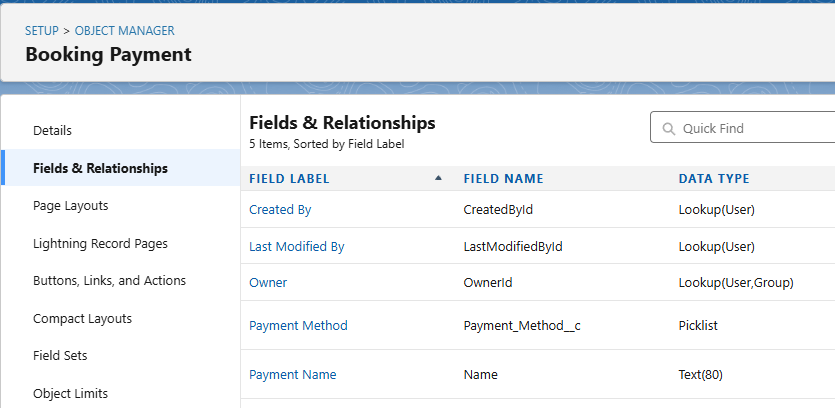 SETUP > OBJECT MANAGER
Booking Payment
Details
Fields & Relationships
Page Layouts
Lightning Record Pages
Buttons, Links, and Actions
Compact Layouts
Field Sets
Object Limits
Fields & Relationships
5 Items, Sorted by Field Label
Quick Find
FIELD LABEL FIELD NAME DATA TYPE
Created By CreatedById Lookup(User)
Last Modified By LastModifiedById Lookup(User)
Owner OwnerId Lookup(User,Group)
Payment Method Payment_Method__c Picklist
Payment Name Name Text(80)